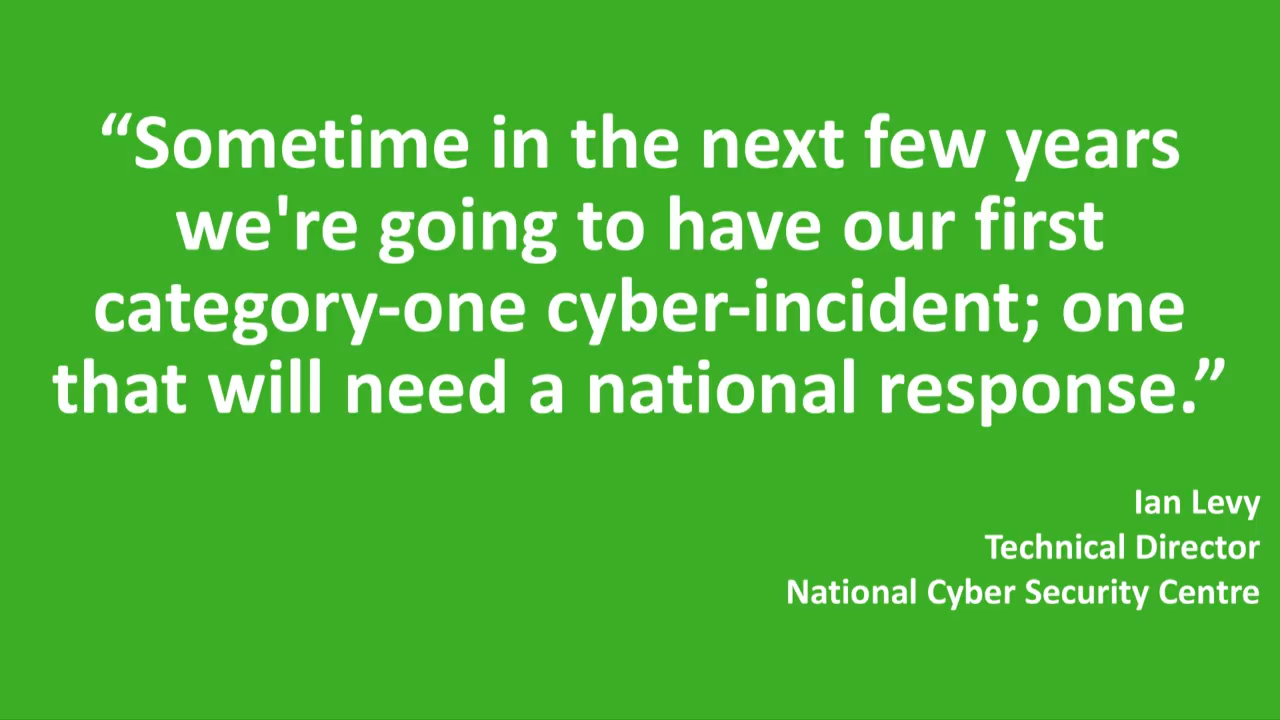 “Sometime in the next few years
we're going to have our first
category-one cyber-incident; one
that will need a national response.”
Ian Levy
Technical Director
National Cyber Security Centre